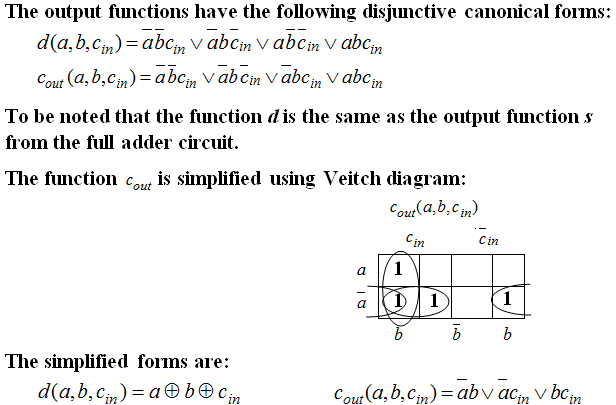 The output functions have the following disjunctive canonical forms:
d(a,b,c_in) = a̅b̅c_in ∨ a̅bc̅_in ∨ ab̅c̅_in ∨ abc_in
c_out(a,b,c_in) = a̅b̅c_in ∨ a̅bc̅_in ∨ a̅bc_in ∨ abc_in
To be noted that the function d is the same as the output function s
from the full adder circuit.
The function c_out is simplified using Veitch diagram:
c_out(a,b,c_in)
c_in c̅_in
a 1
a̅ 1 1 1
b b̅ b
The simplified forms are:
d(a,b,c_in) = a⊕b⊕c_in c_out(a,b,c_in) = a̅b ∨ a̅c_in ∨ bc_in